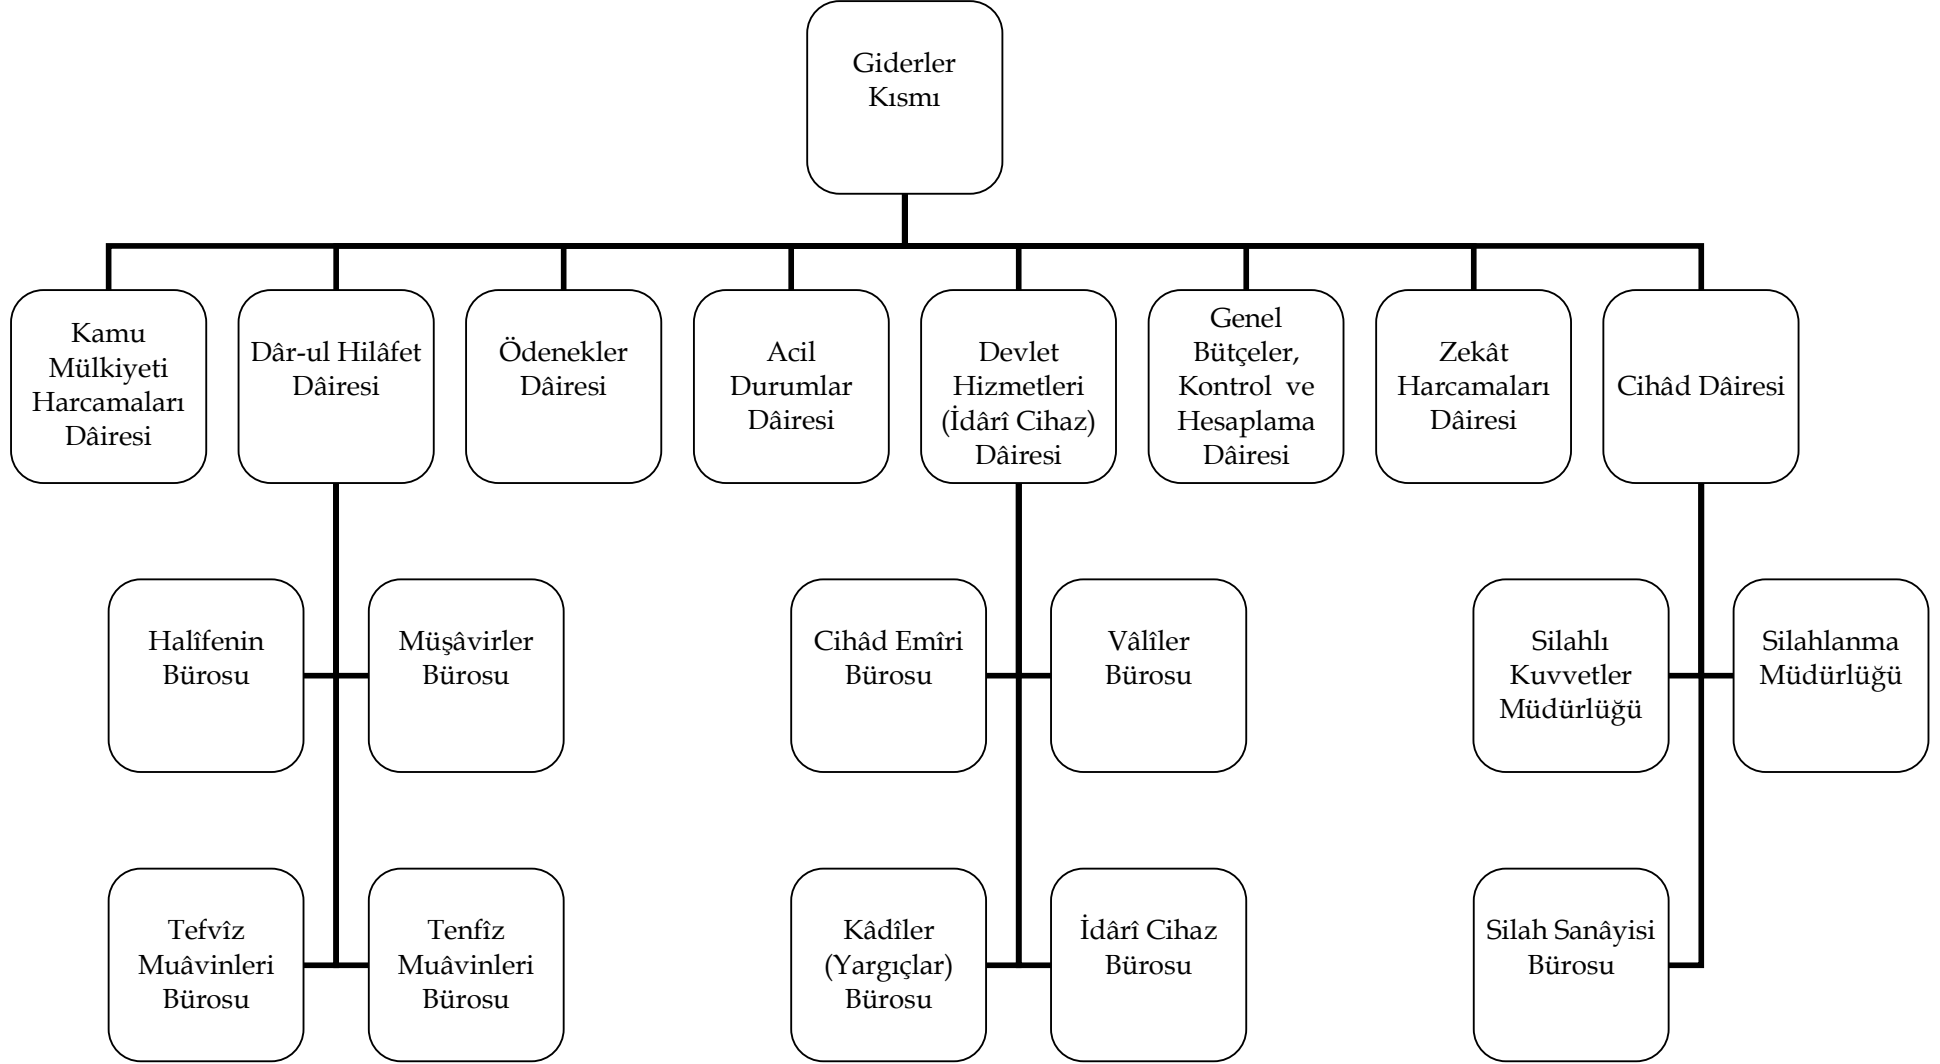 Giderler
Kısmı
Kamu
Mülkiyeti
Harcamaları
Dâiresi
Dâr-ul Hilâfet
Dâiresi
Ödenekler
Dâiresi
Acil
Durumlar
Dâiresi
Devlet
Hizmetleri
(İdârî Cihaz)
Dâiresi
Genel
Bütçeler,
Kontrol ve
Hesaplama
Dâiresi
Zekât
Harcamaları
Dâiresi
Cihâd Dâiresi
Halîfenin
Bürosu
Müşâvirler
Bürosu
Cihâd Emîri
Bürosu
Vâlîler
Bürosu
Silahlı
Kuvvetler
Müdürlüğü
Silahlanma
Müdürlüğü
Tefvîz
Muâvinleri
Bürosu
Tenfîz
Muâvinleri
Bürosu
Kâdîler
(Yargıçlar)
Bürosu
İdârî Cihaz
Bürosu
Silah Sanâyisi
Bürosu